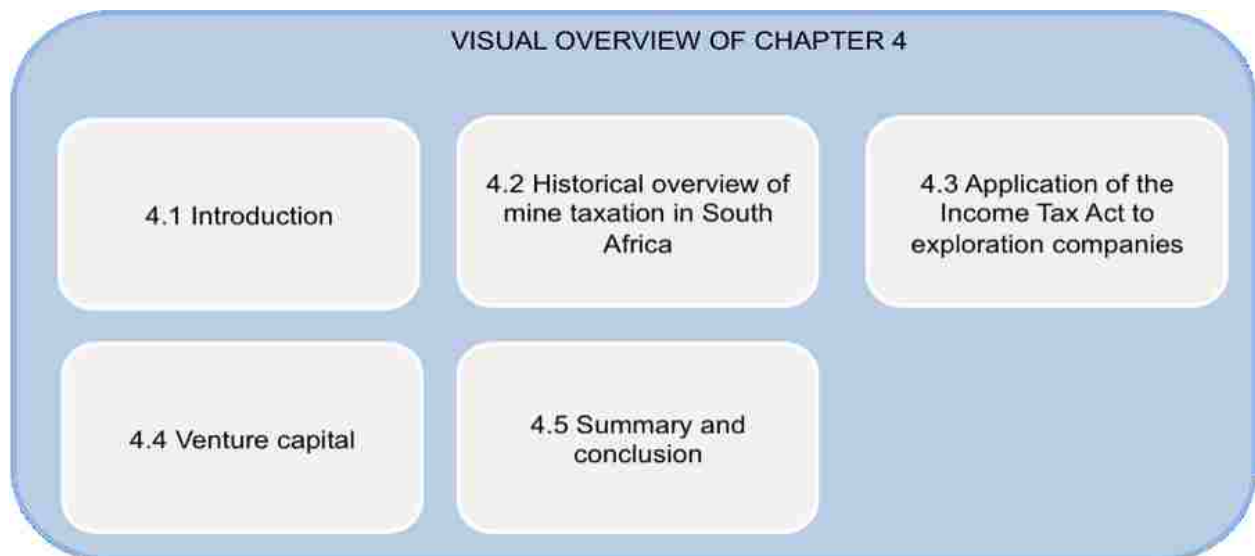 VISUAL OVERVIEW OF CHAPTER 4
4.1 Introduction
4.2 Historical overview of
mine taxation in South
Africa
4.3 Application of the
Income Tax Act to
exploration companies
4.4 Venture capital
4.5 Summary and
conclusion